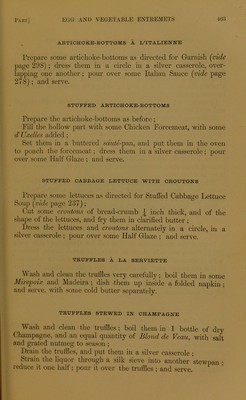 Part] EGG AND VEGETABLE ENTREMETS 403
ARTICHOKE-BOTTOMS À L'ITALIENNE
Prepare some artichoke-bottoms as directed for Garnish (vide
page 298); dress them in a circle in a silver casserole, over-
lapping one another; pour over some Italian Sauce (vide page
278); and serve.
STUFFED ARTICHOKE-BOTTOMS
Prepare the artichoke-bottoms as before;
Fill the hollow part with some Chicken Forcemeat, with some
d'Uxelles added;
Set them in a buttered sauté-pan, and put them in the oven
to poach the forcemeat; dress them in a silver casserole; pour
over some Half Glaze; and serve.
STUFFED CABBAGE LETTUCE WITH CROUTONS
Prepare some lettuces as directed for Stuffed Cabbage Lettuce
Soup (vide page 237);
Cut some croutons of bread-crumb inch thick, and of the
shape of the lettuces, and fry them in clarified butter;
Dress the lettuces and croutons alternately in a circle, in a
silver casserole; pour over some Half Glaze; and serve.
TRUFFLES À LA SERVIETTE
Wash and clean the truffles very carefully; boil them in some
Mirepoix and Madeira; dish them up inside a folded napkin;
and serve, with some cold butter separately.
TRUFFLES STEWED IN CHAMPAGNE
Wash and clean the truffles; boil them in 1 bottle of dry
Champagne, and an equal quantity of Blond de Veau, with salt
and grated nutmeg to season;
Drain the truffles, and put them in a silver casserole;
Strain the liquor through a silk sieve into another stewpan;
reduce it one half; pour it over the truffles; and serve.